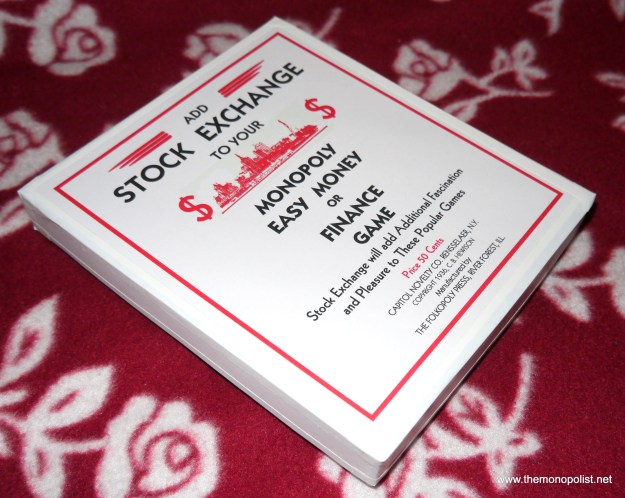 ADD
STOCK EXCHANGE
TO YOUR
$ $
MONOPOLY
EASY MONEY
OR
FINANCE
GAME
Stock Exchange will add Additional Fascination
and Pleasure to These Popular Games
Price 50 Cents
CAPITOL NOVELTY CO. RENSSELAER, N.Y.
COPYRIGHT 1936, C. B. HEWISON
Manufactured by
THE FOLKOPOLY PRESS, RIVER FOREST, ILL.
www.themonopolist.net